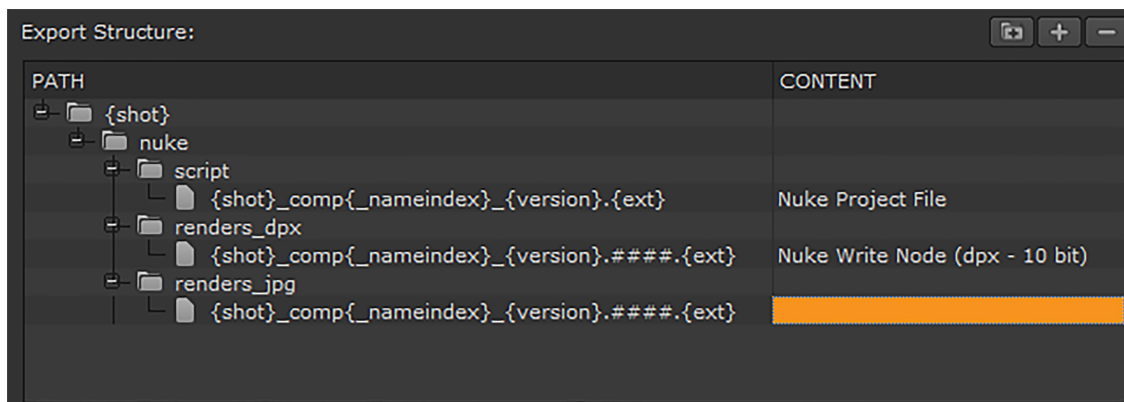 Export Structure:
PATH CONTENT
{shot}
nuke
script
{shot}_comp{_nameindex}_{version}.{ext} Nuke Project File
renders_dpx
{shot}_comp{_nameindex}_{version}.####.{ext} Nuke Write Node (dpx - 10 bit)
renders_jpg
{shot}_comp{_nameindex}_{version}.####.{ext}